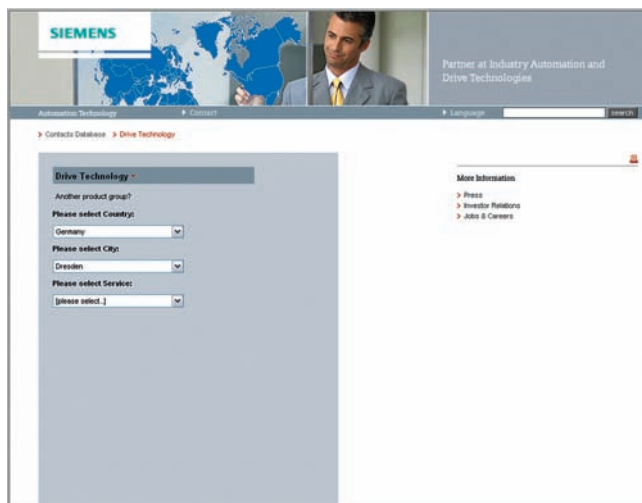 SIEMENS
Partner at Industry Automation and
Drive Technologies
Automation Technology
Contact
Language
search
Contacts Database
Drive Technology
Drive Technology
Another product group?
Please select Country:
Germany
Please select City:
Dresden
Please select Service:
[please select..]
More Information
Press
Investor Relations
Jobs & Careers